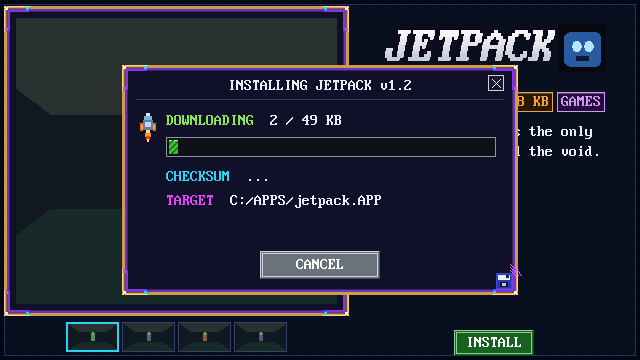 JETPACK
INSTALLING JETPACK v1.2
KB
GAMES
DOWNLOADING 2 / 49 KB
the only
the void.
CHECKSUM ...
TARGET C:/APPS/jetpack.APP
CANCEL
INSTALL